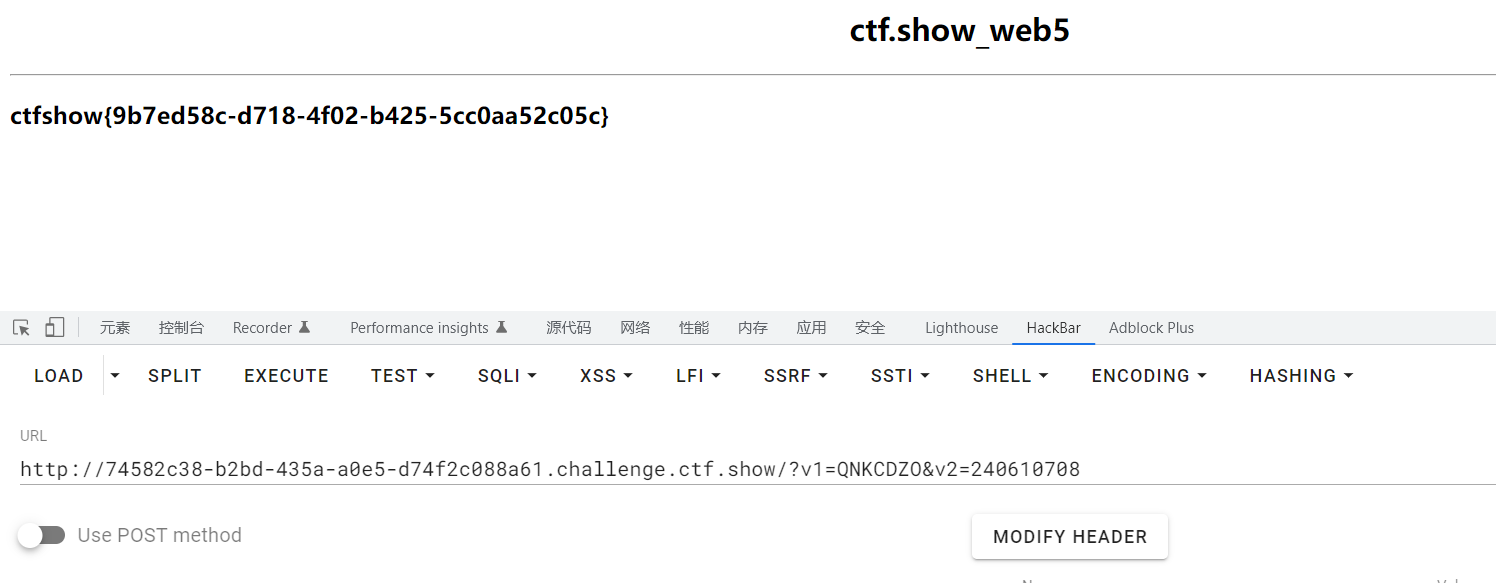 ctf.show_web5
ctfshow{9b7ed58c-d718-4f02-b425-5cc0aa52c05c}
元素 控制台 Recorder Performance insights 源代码 网络 性能 内存 应用 安全 Lighthouse HackBar Adblock Plus
LOAD SPLIT EXECUTE TEST SQLI XSS LFI SSRF SSTI SHELL ENCODING HASHING
URL
http://74582c38-b2bd-435a-a0e5-d74f2c088a61.challenge.ctf.show/?v1=QNKCDZO&v2=240610708
Use POST method MODIFY HEADER